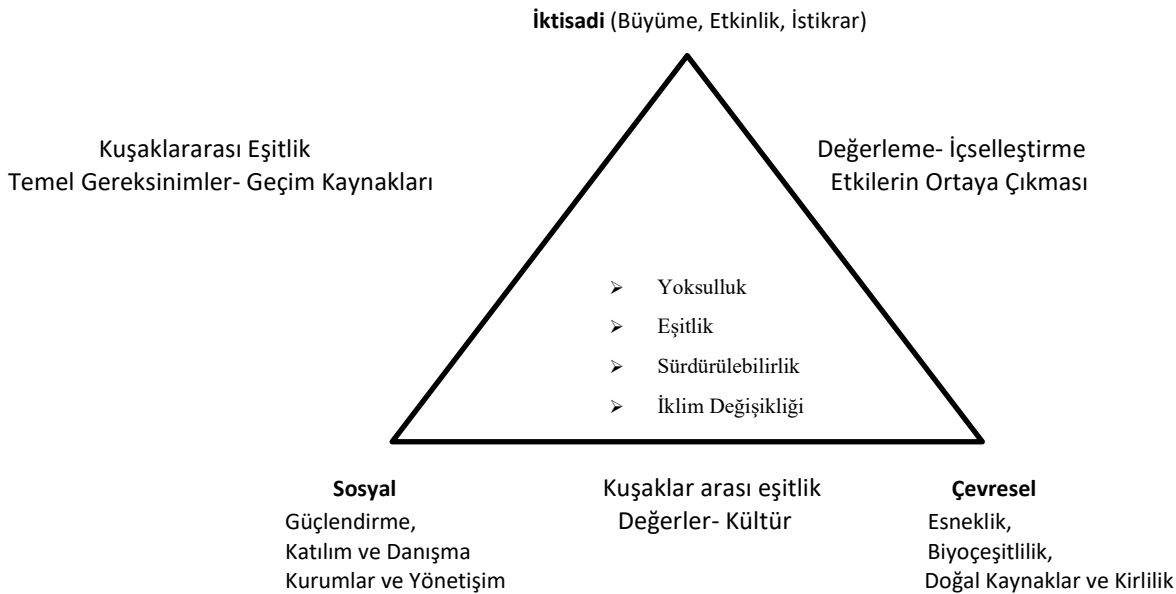 İktisadi (Büyüme, Etkinlik, İstikrar)
Kuşaklararası Eşitlik
Temel Gereksinimler- Geçim Kaynakları
Değerleme- İçselleştirme
Etkilerin Ortaya Çıkması
➢ Yoksulluk
➢ Eşitlik
➢ Sürdürülebilirlik
➢ İklim Değişikliği
Sosyal
Güçlendirme,
Katılım ve Danışma
Kurumlar ve Yönetişim
Kuşaklar arası eşitlik
Değerler- Kültür
Çevresel
Esneklik,
Biyoçeşitlilik,
Doğal Kaynaklar ve Kirlilik